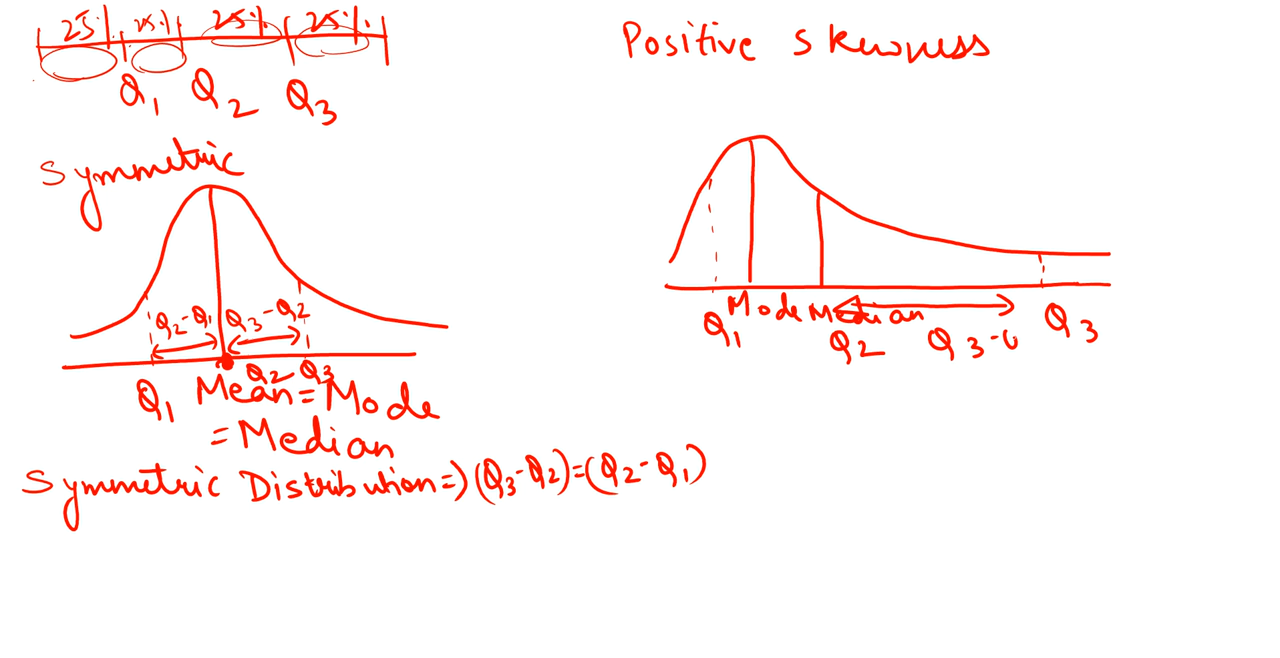 25% 25% 25% 25%
Q1 Q2 Q3
Symmetric
Q2-Q1 Q3-Q2
Q2 Q3
Q1 Mean=Mode
=Median
Symmetric Distribution=) (Q3-Q2)=(Q2-Q1)
Positive skewness
Mode Median
Q1 Q2 Q3- Q3